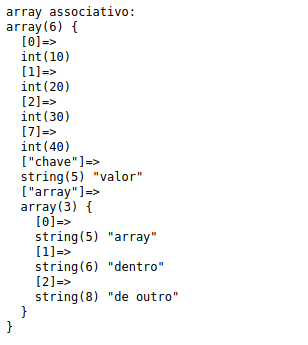 array associativo:
array(6) {
  [0]=>
  int(10)
  [1]=>
  int(20)
  [2]=>
  int(30)
  [7]=>
  int(40)
  ["chave"]=>
  string(5) "valor"
  ["array"]=>
  array(3) {
    [0]=>
    string(5) "array"
    [1]=>
    string(6) "dentro"
    [2]=>
    string(8) "de outro"
  }
}